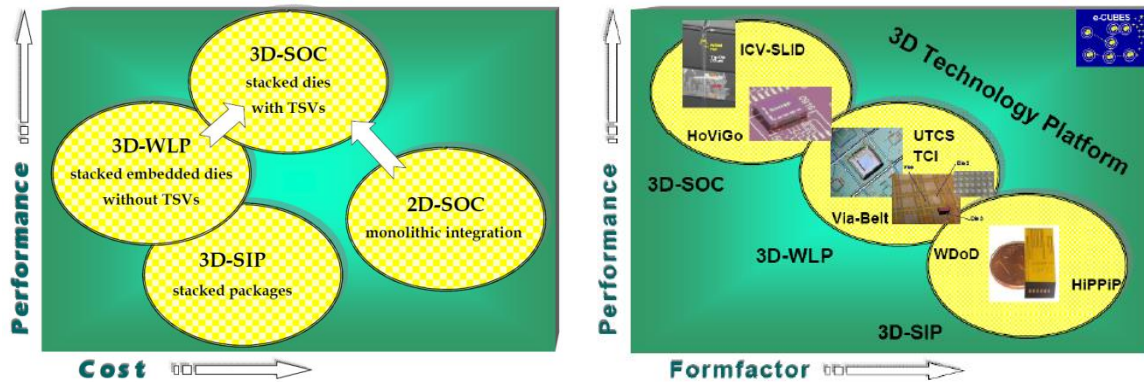 Performance
3D-SOC
stacked dies
with TSVs
3D-WLP
stacked embedded dies
without TSVs
2D-SOC
monolithic integration
3D-SIP
stacked packages
Cost
Performance
e-CUBES
3D Technology Platform
ICV-SLID
HoViGo
3D-SOC
UTCS
TCI
Via-Belt
3D-WLP
WDoD
HiPPiP
3D-SIP
Formfactor